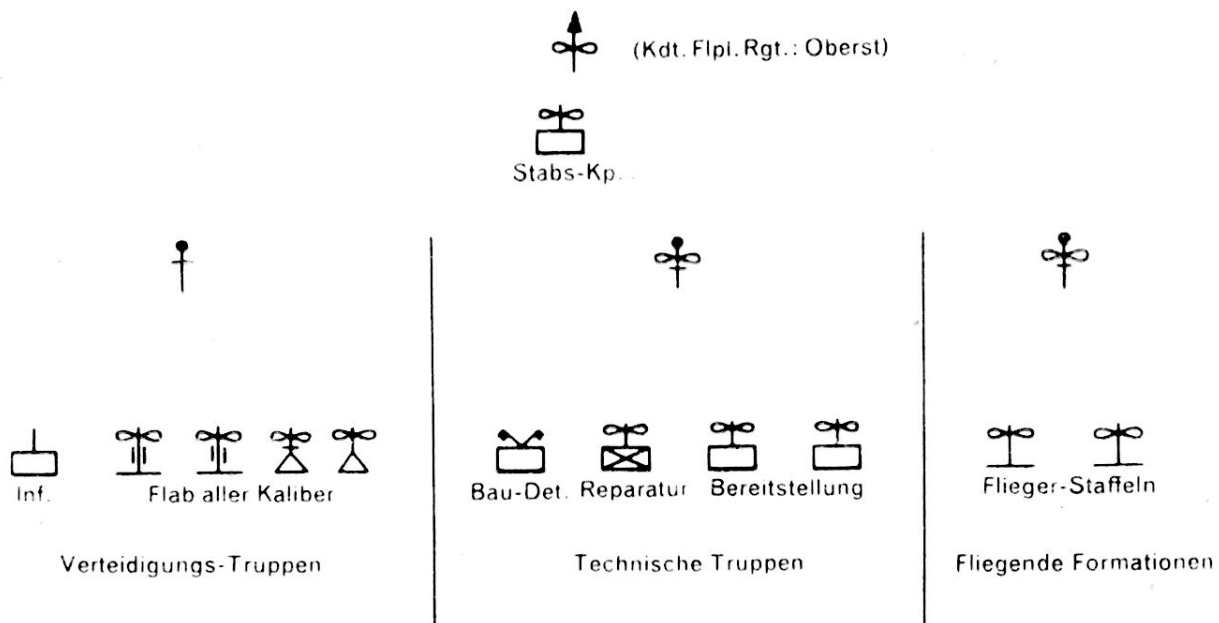 (Kdt. Flpl. Rgt.: Oberst)
Stabs-Kp.
Inf.
Flab aller Kaliber
Bau-Det.
Reparatur
Bereitstellung
Flieger-Staffeln
Verteidigungs-Truppen
Technische Truppen
Fliegende Formationen